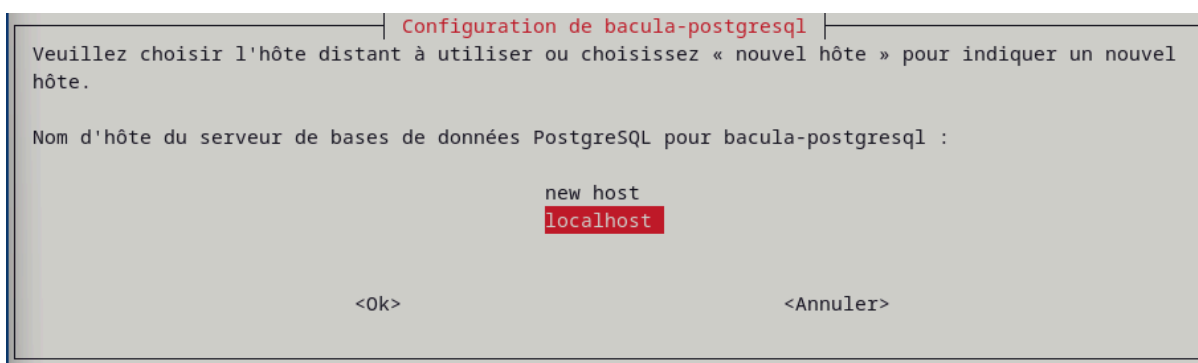 Configuration de bacula-postgresql
Veuillez choisir l'hôte distant à utiliser ou choisissez « nouvel hôte » pour indiquer un nouvel
hôte.
Nom d'hôte du serveur de bases de données PostgreSQL pour bacula-postgresql :
new host
localhost
<Ok> <Annuler>